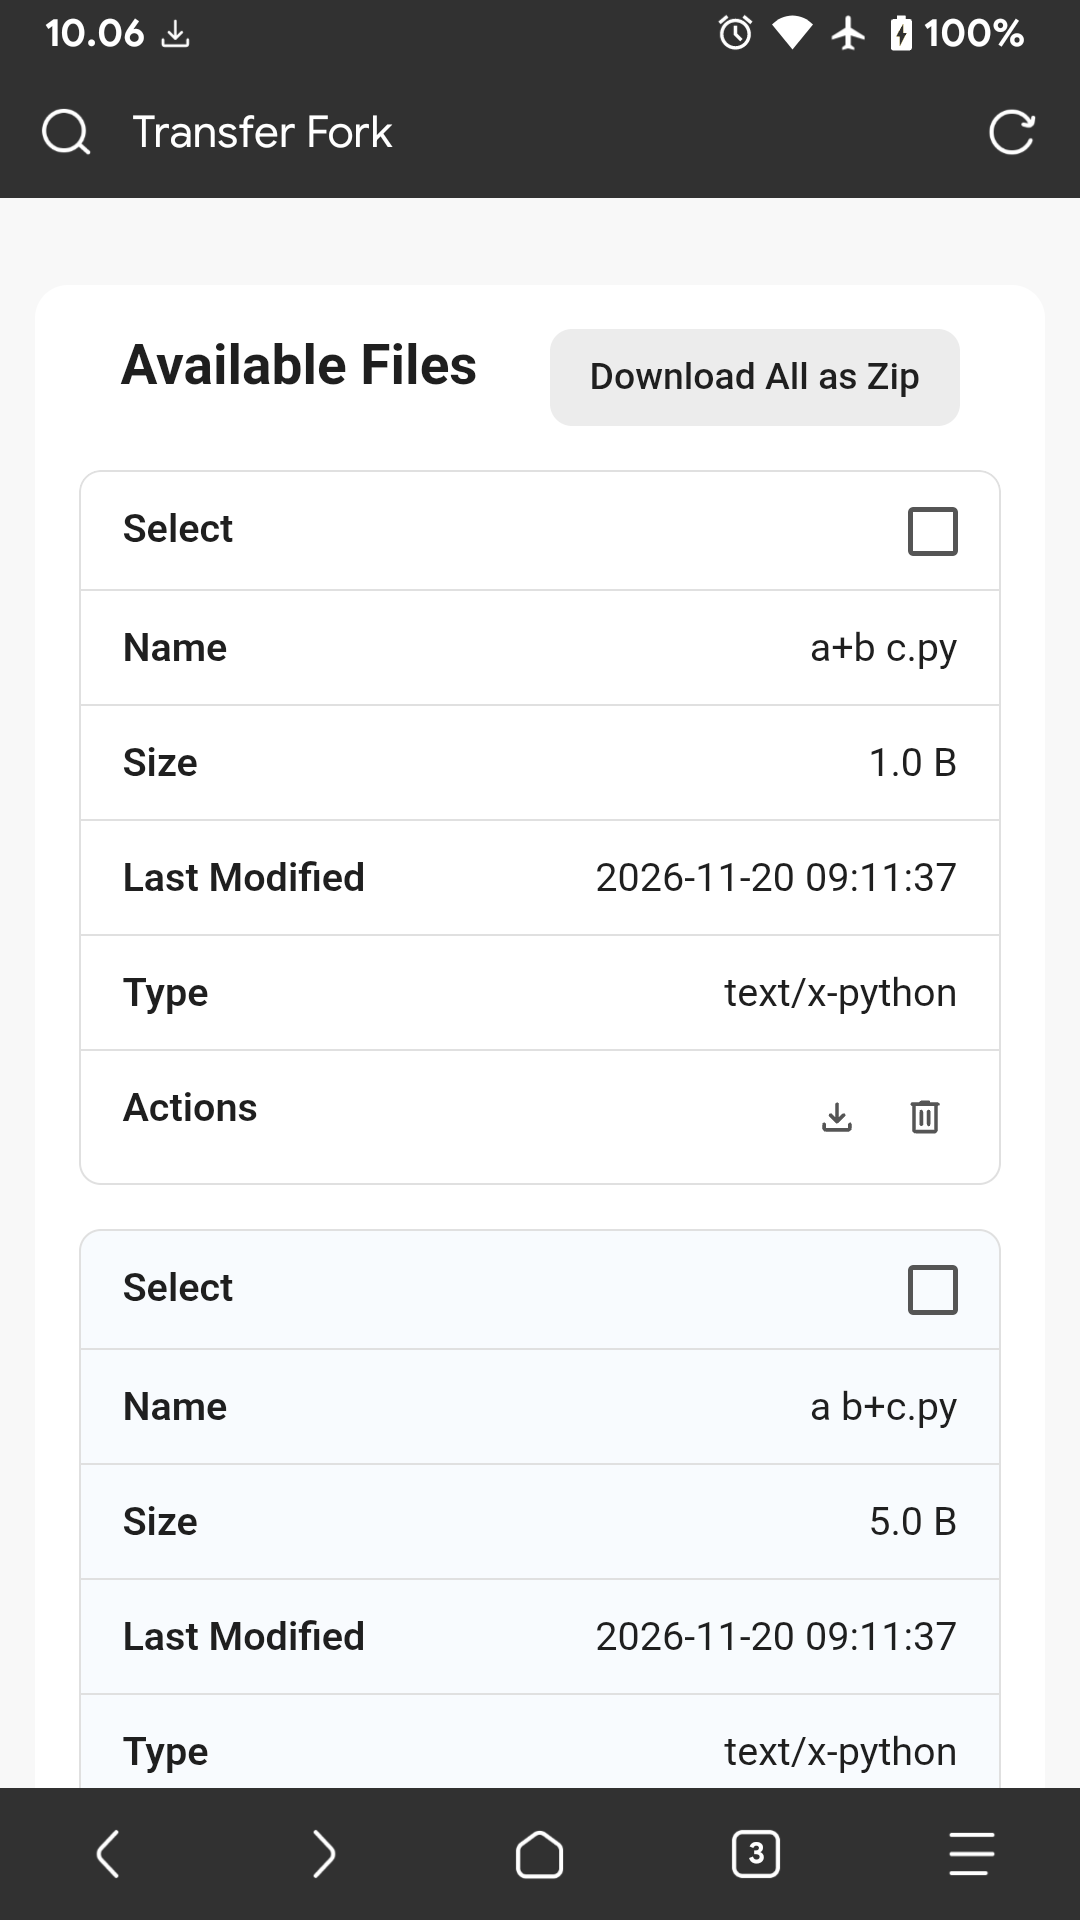 10.06 100%
Transfer Fork
Available Files Download All as Zip
Select
Name a+b c.py
Size 1.0 B
Last Modified 2026-11-20 09:11:37
Type text/x-python
Actions
Select
Name a b+c.py
Size 5.0 B
Last Modified 2026-11-20 09:11:37
Type text/x-python
3